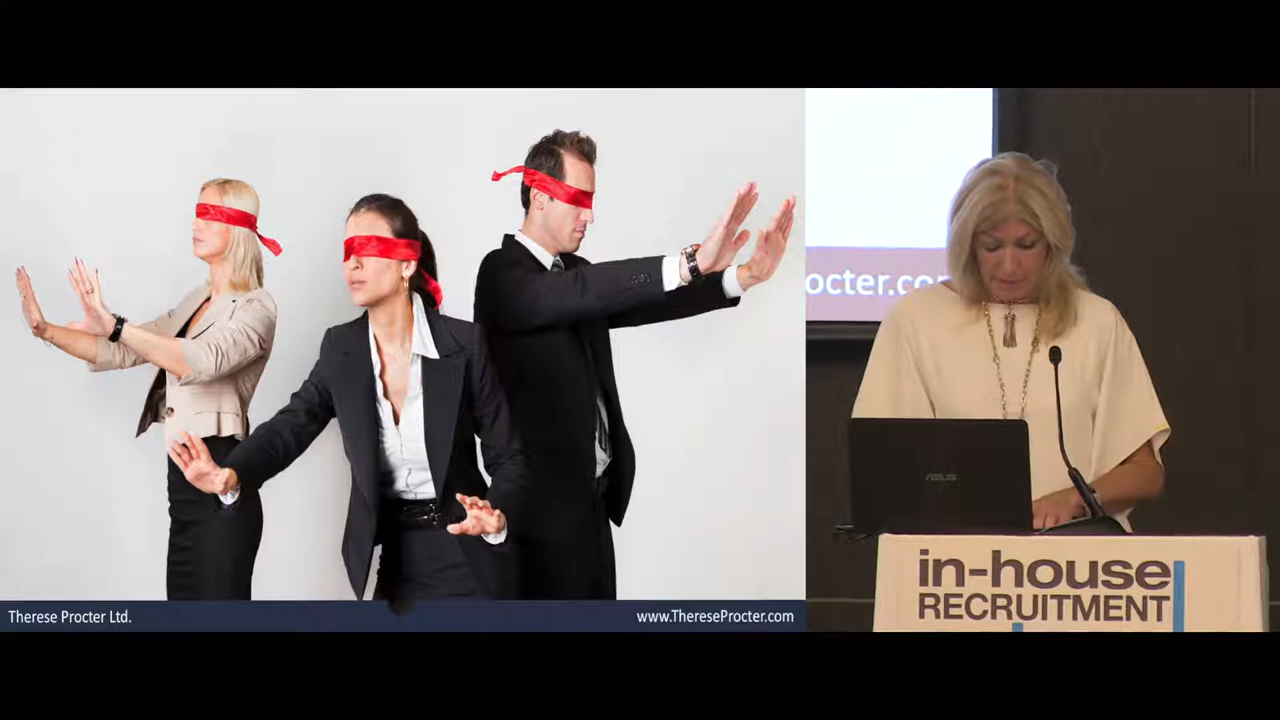 Therese Procter Ltd.
www.ThereseProcter.com
octer.co
ASUS
in-house
RECRUITMENT